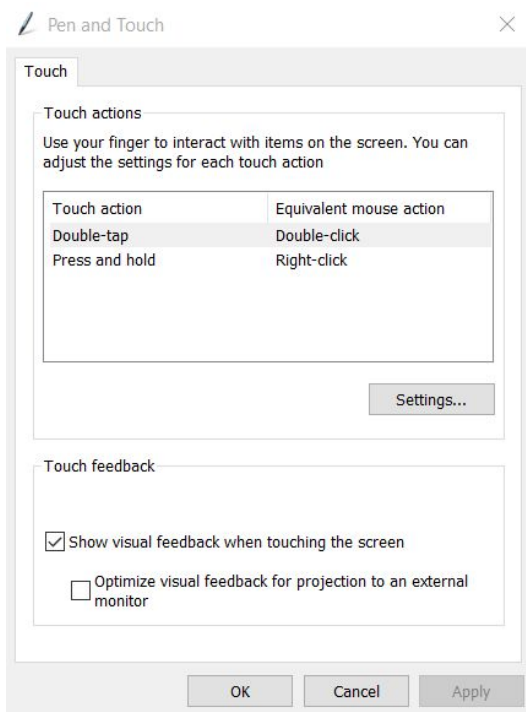 Pen and Touch
Touch
Touch actions
Use your finger to interact with items on the screen. You can
adjust the settings for each touch action
Touch action Equivalent mouse action
Double-tap Double-click
Press and hold Right-click
Settings...
Touch feedback
Show visual feedback when touching the screen
Optimize visual feedback for projection to an external
monitor
OK Cancel Apply